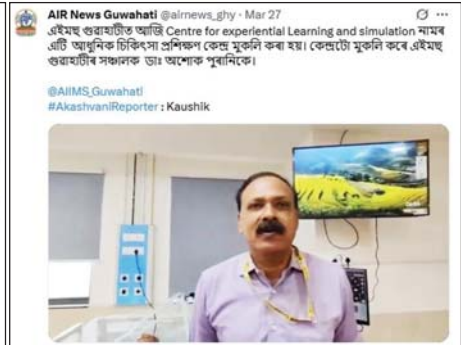 AIR News Guwahati @airnews_ghy · Mar 27
এইমছ গুৱাহাটীত আজি Centre for experiential Learning and simulation নামৰ
এটি আধুনিক চিকিৎসা প্ৰশিক্ষণ কেন্দ্ৰ মুকলি কৰা হয়। কেন্দ্ৰটো মুকলি কৰে এইমছ
গুৱাহাটীৰ সঞ্চালক ডাঃ অশোক পুৰানিকে।
@AIIMS_Guwahati
#AkashvaniReporter : Kaushik